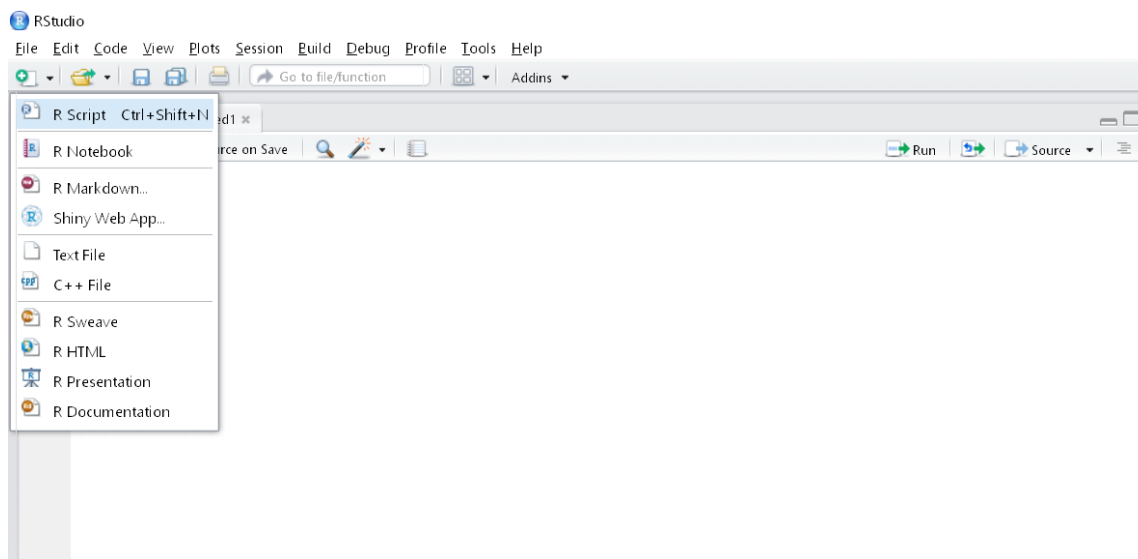 RStudio
File Edit Code View Plots Session Build Debug Profile Tools Help
Go to file/function Addins
R Script Ctrl+Shift+N ed1
R Notebook rce on Save Run Source
R Markdown...
Shiny Web App...
Text File
C++ File
R Sweave
R HTML
R Presentation
R Documentation